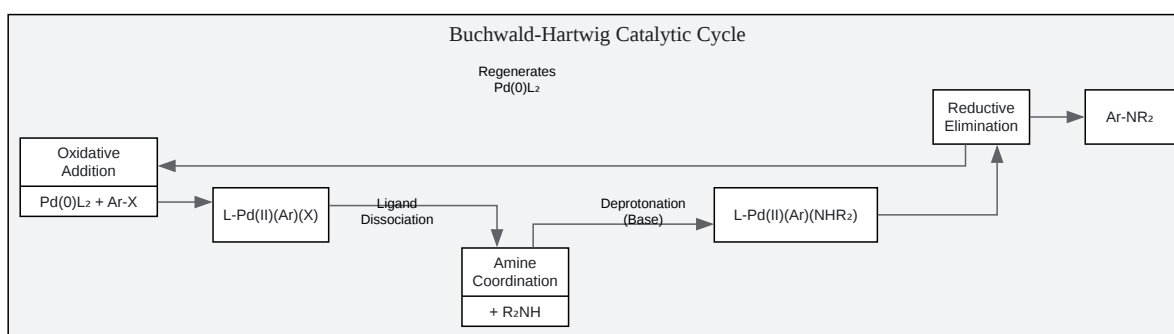 Buchwald-Hartwig Catalytic Cycle
Regenerates
Pd(0)L₂
Oxidative
Addition
Pd(0)L₂ + Ar-X
L-Pd(II)(Ar)(X)
Ligand
Dissociation
Amine
Coordination
+ R₂NH
Deprotonation
(Base)
L-Pd(II)(Ar)(NHR₂)
Reductive
Elimination
Ar-NR₂